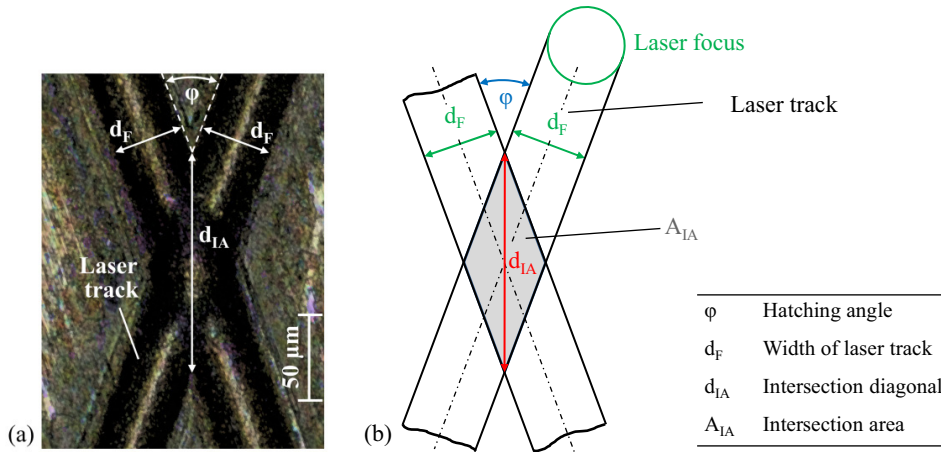 φ
d_F
d_F
d_IA
Laser
track
50 μm
(a)
Laser focus
φ
Laser track
d_F
d_F
d_IA
A_IA
(b)
φ Hatching angle
d_F Width of laser track
d_IA Intersection diagonal
A_IA Intersection area